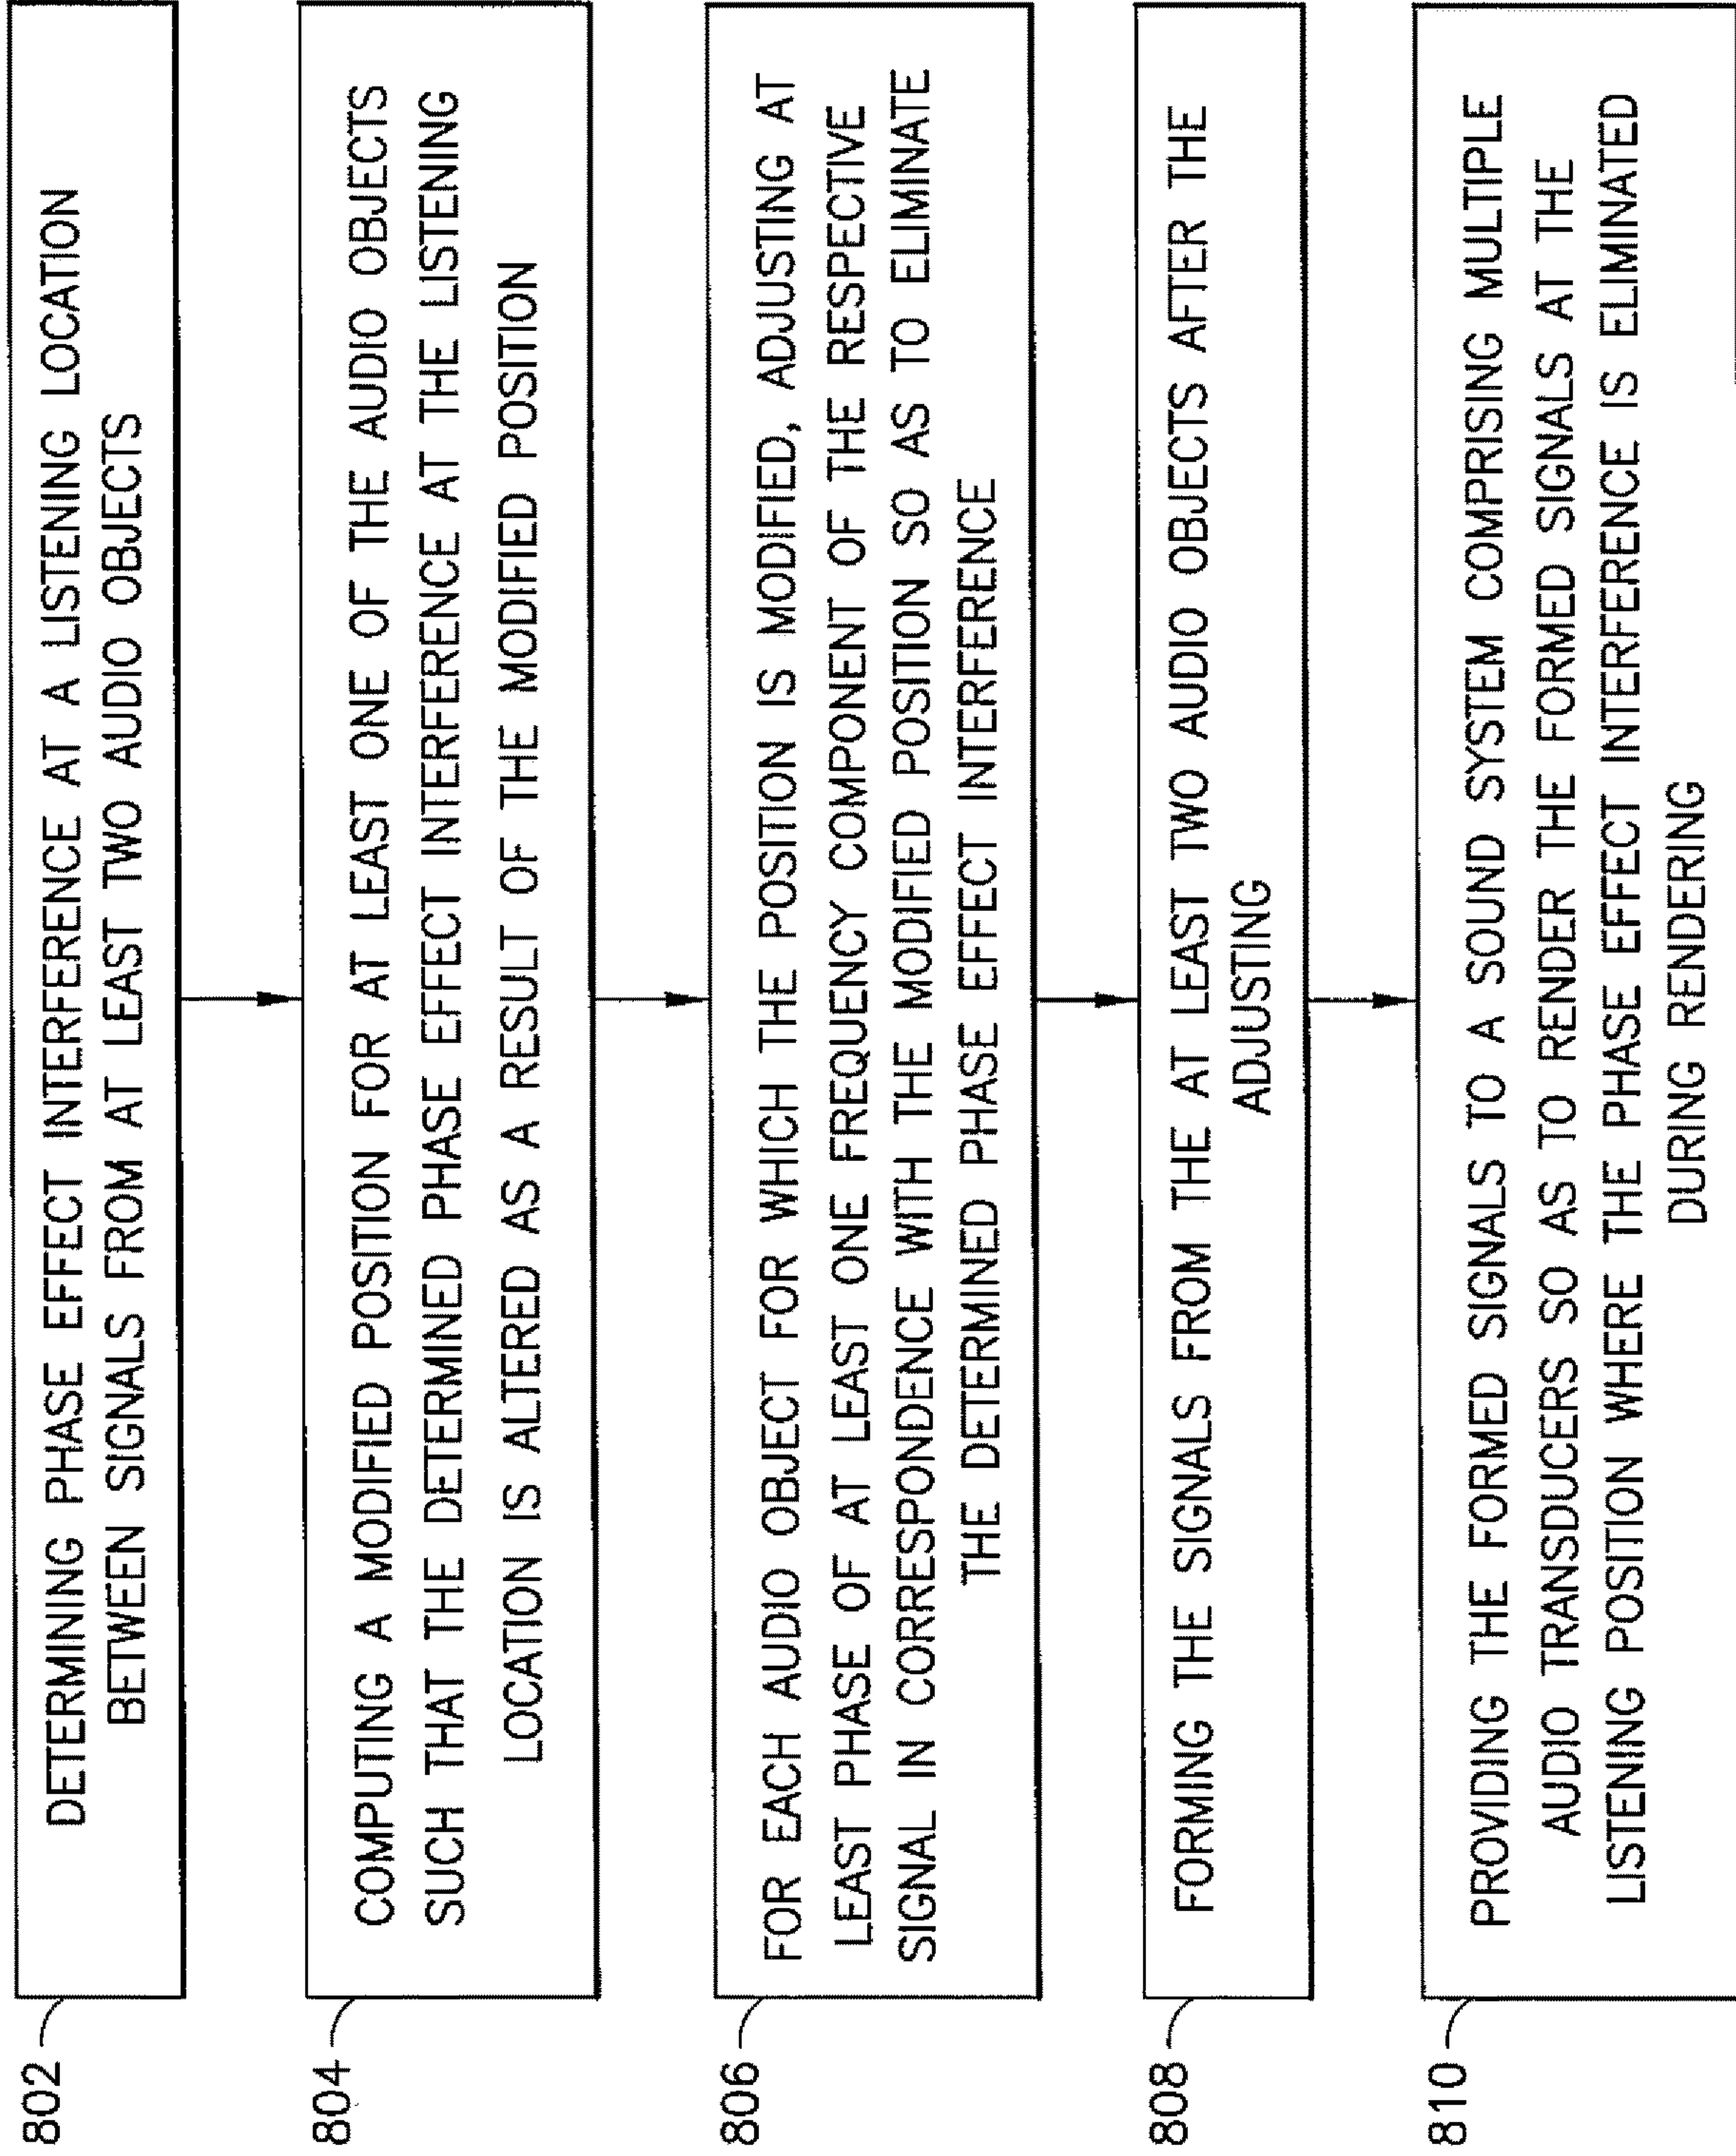 802
DETERMINING PHASE EFFECT INTERFERENCE AT A LISTENING LOCATION
BETWEEN SIGNALS FROM AT LEAST TWO AUDIO OBJECTS
804
COMPUTING A MODIFIED POSITION FOR AT LEAST ONE OF THE AUDIO OBJECTS
SUCH THAT THE DETERMINED PHASE EFFECT INTERFERENCE AT THE LISTENING
LOCATION IS ALTERED AS A RESULT OF THE MODIFIED POSITION
806
FOR EACH AUDIO OBJECT FOR WHICH THE POSITION IS MODIFIED, ADJUSTING AT
LEAST PHASE OF AT LEAST ONE FREQUENCY COMPONENT OF THE RESPECTIVE
SIGNAL IN CORRESPONDENCE WITH THE MODIFIED POSITION SO AS TO ELIMINATE
THE DETERMINED PHASE EFFECT INTERFERENCE
808
FORMING THE SIGNALS FROM THE AT LEAST TWO AUDIO OBJECTS AFTER THE
ADJUSTING
810
PROVIDING THE FORMED SIGNALS TO A SOUND SYSTEM COMPRISING MULTIPLE
AUDIO TRANSDUCERS SO AS TO RENDER THE FORMED SIGNALS AT THE
LISTENING POSITION WHERE THE PHASE EFFECT INTERFERENCE IS ELIMINATED
DURING RENDERING